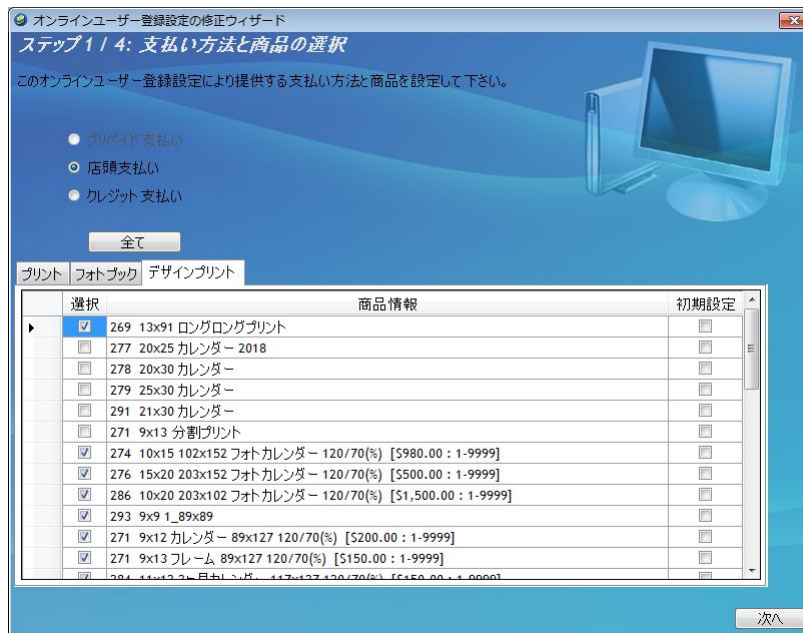 オンラインユーザー登録設定の修正ウィザード
ステップ1 / 4: 支払い方法と商品の選択
このオンラインユーザー登録設定により提供する支払い方法と商品を設定して下さい。
プリペイド支払い
店頭支払い
クレジット支払い
全て
プリント フォトブック デザインプリント
選択 商品情報 初期設定
269 13x91 ロングロングプリント
277 20x25 カレンダー 2018
278 20x30 カレンダー
279 25x30 カレンダー
291 21x30 カレンダー
271 9x13 分割プリント
274 10x15 102x152 フォトカレンダー 120/70(%) [$980.00 : 1-9999]
276 15x20 203x152 フォトカレンダー 120/70(%) [$500.00 : 1-9999]
286 10x20 203x102 フォトカレンダー 120/70(%) [$1,500.00 : 1-9999]
293 9x9 1_89x89
271 9x12 カレンダー 89x127 120/70(%) [$200.00 : 1-9999]
271 9x13 フレーム 89x127 120/70(%) [$150.00 : 1-9999]
次へ